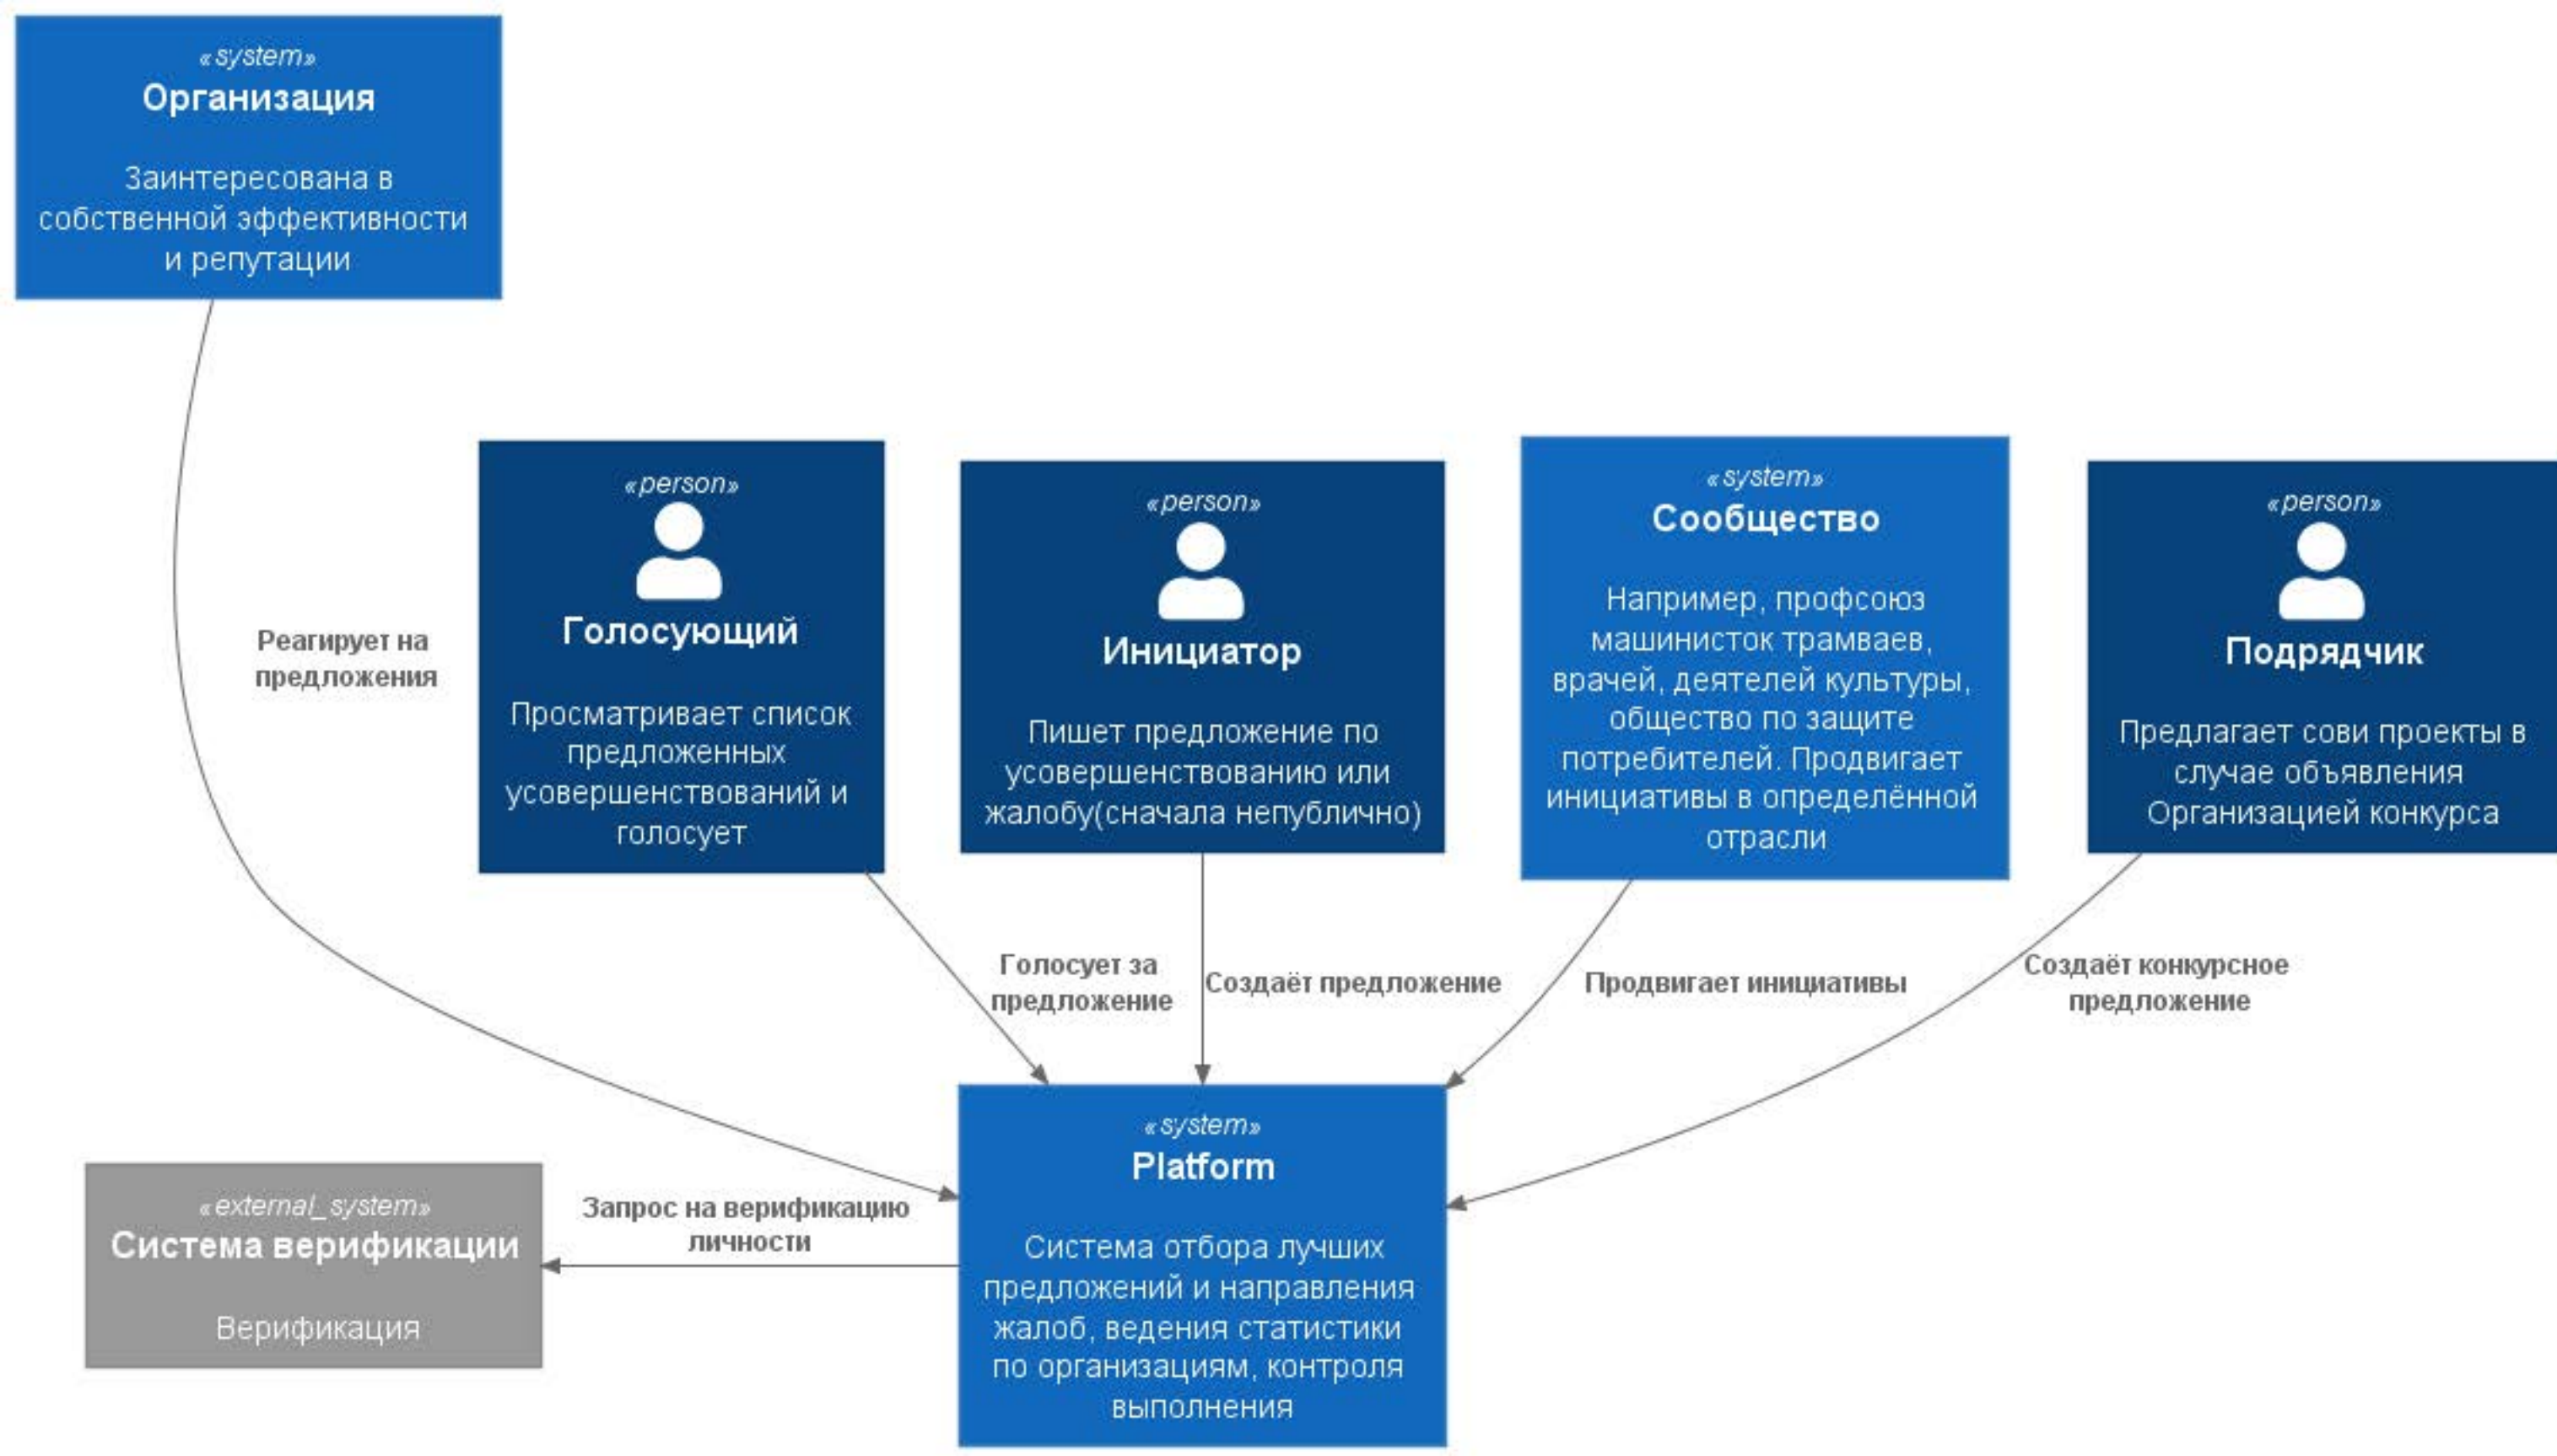 «system»
Организация
Заинтересована в
собственной эффективности
и репутации
Реагирует на
предложения
«person»
Голосующий
Просматривает список
предложенных
усовершенствований и
голосует
«person»
Инициатор
Пишет предложение по
усовершенствованию или
жалобу(сначала непублично)
«system»
Сообщество
Например, профсоюз
машинисток трамваев,
врачей, деятелей культуры,
общество по защите
потребителей. Продвигает
инициативы в определённой
отрасли
«person»
Подрядчик
Предлагает сови проекты в
случае объявления
Организацией конкурса
Голосует за
предложение
Создаёт предложение
Продвигает инициативы
Создаёт конкурсное
предложение
«external_system»
Система верификации
Верификация
Запрос на верификацию
личности
«system»
Platform
Система отбора лучших
предложений и направления
жалоб, ведения статистики
по организациям, контроля
выполнения